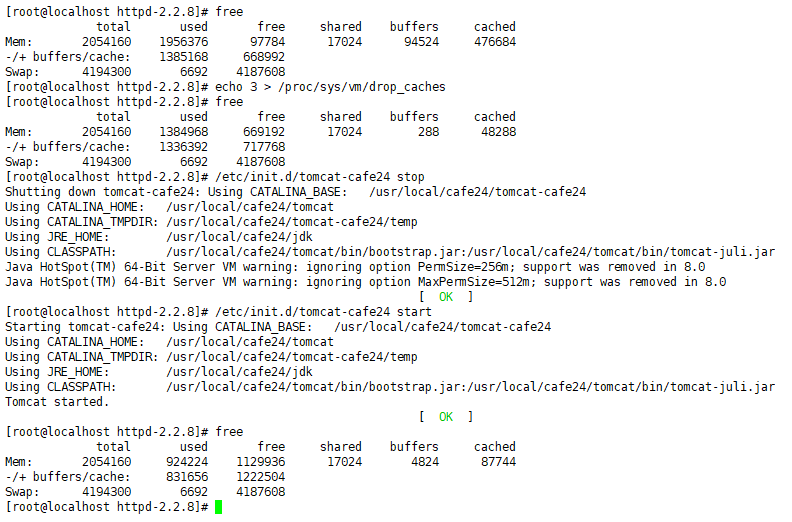 [root@localhost httpd-2.2.8]# free
             total       used       free     shared    buffers     cached
Mem:       2054160    1956376      97784      17024      94524     476684
-/+ buffers/cache:    1385168     668992
Swap:      4194300       6692    4187608
[root@localhost httpd-2.2.8]# echo 3 > /proc/sys/vm/drop_caches
[root@localhost httpd-2.2.8]# free
             total       used       free     shared    buffers     cached
Mem:       2054160    1384968     669192      17024        288      48288
-/+ buffers/cache:    1336392     717768
Swap:      4194300       6692    4187608
[root@localhost httpd-2.2.8]# /etc/init.d/tomcat-cafe24 stop
Shutting down tomcat-cafe24: Using CATALINA_BASE:   /usr/local/cafe24/tomcat-cafe24
Using CATALINA_HOME:   /usr/local/cafe24/tomcat
Using CATALINA_TMPDIR: /usr/local/cafe24/tomcat-cafe24/temp
Using JRE_HOME:        /usr/local/cafe24/jdk
Using CLASSPATH:       /usr/local/cafe24/tomcat/bin/bootstrap.jar:/usr/local/cafe24/tomcat/bin/tomcat-juli.jar
Java HotSpot(TM) 64-Bit Server VM warning: ignoring option PermSize=256m; support was removed in 8.0
Java HotSpot(TM) 64-Bit Server VM warning: ignoring option MaxPermSize=512m; support was removed in 8.0
                                                           [  OK  ]
[root@localhost httpd-2.2.8]# /etc/init.d/tomcat-cafe24 start
Starting tomcat-cafe24: Using CATALINA_BASE:   /usr/local/cafe24/tomcat-cafe24
Using CATALINA_HOME:   /usr/local/cafe24/tomcat
Using CATALINA_TMPDIR: /usr/local/cafe24/tomcat-cafe24/temp
Using JRE_HOME:        /usr/local/cafe24/jdk
Using CLASSPATH:       /usr/local/cafe24/tomcat/bin/bootstrap.jar:/usr/local/cafe24/tomcat/bin/tomcat-juli.jar
Tomcat started.
                                                           [  OK  ]
[root@localhost httpd-2.2.8]# free
             total       used       free     shared    buffers     cached
Mem:       2054160     924224    1129936      17024       4824      87744
-/+ buffers/cache:     831656    1222504
Swap:      4194300       6692    4187608
[root@localhost httpd-2.2.8]#